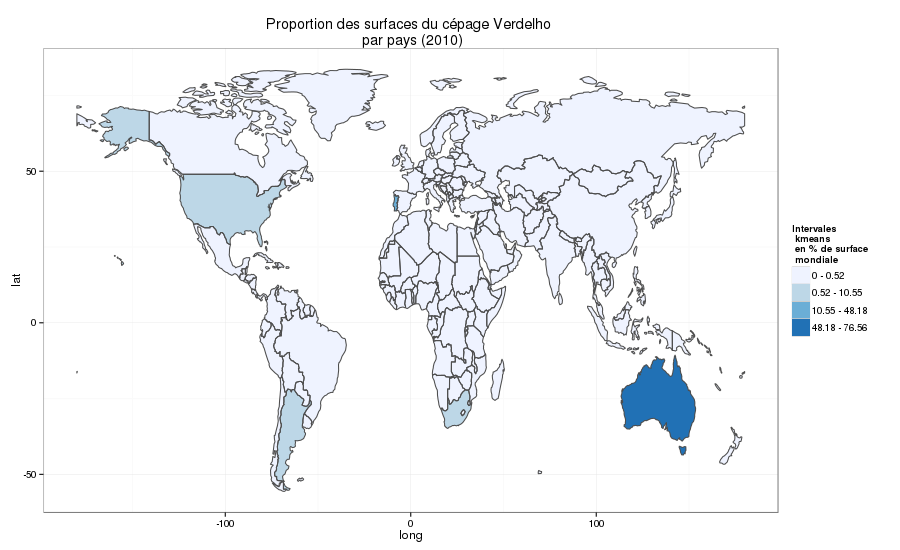 Proportion des surfaces du cépage Verdelho
par pays (2010)
50
0
-50
lat
-100
0
100
long
Intervales
kmeans
en % de surface
mondiale
0 - 0.52
0.52 - 10.55
10.55 - 48.18
48.18 - 76.56